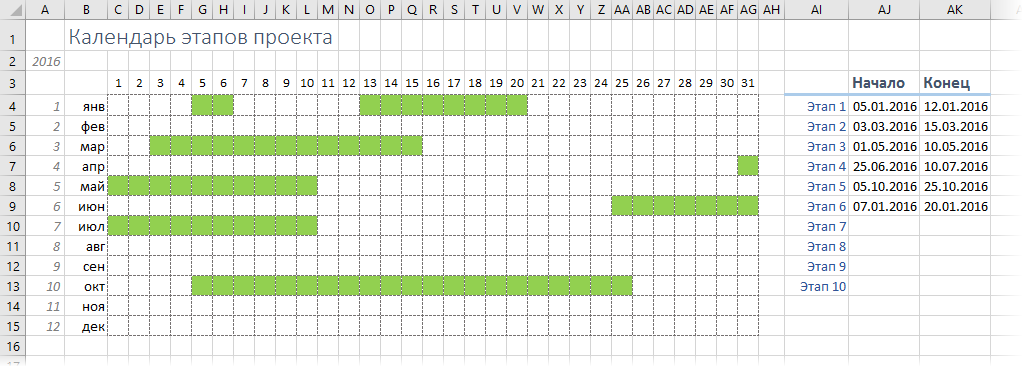 A B C D E F G H I J K L M N O P Q R S T U V W X Y Z AA AB AC AD AE AF AG AH AI AJ AK
1 Календарь этапов проекта
2 2016
3 1 2 3 4 5 6 7 8 9 10 11 12 13 14 15 16 17 18 19 20 21 22 23 24 25 26 27 28 29 30 31 Начало Конец
4 1 янв Этап 1 05.01.2016 12.01.2016
5 2 фев Этап 2 03.03.2016 15.03.2016
6 3 мар Этап 3 01.05.2016 10.05.2016
7 4 апр Этап 4 25.06.2016 10.07.2016
8 5 май Этап 5 05.10.2016 25.10.2016
9 6 июн Этап 6 07.01.2016 20.01.2016
10 7 июл Этап 7
11 8 авг Этап 8
12 9 сен Этап 9
13 10 окт Этап 10
14 11 ноя
15 12 дек
16